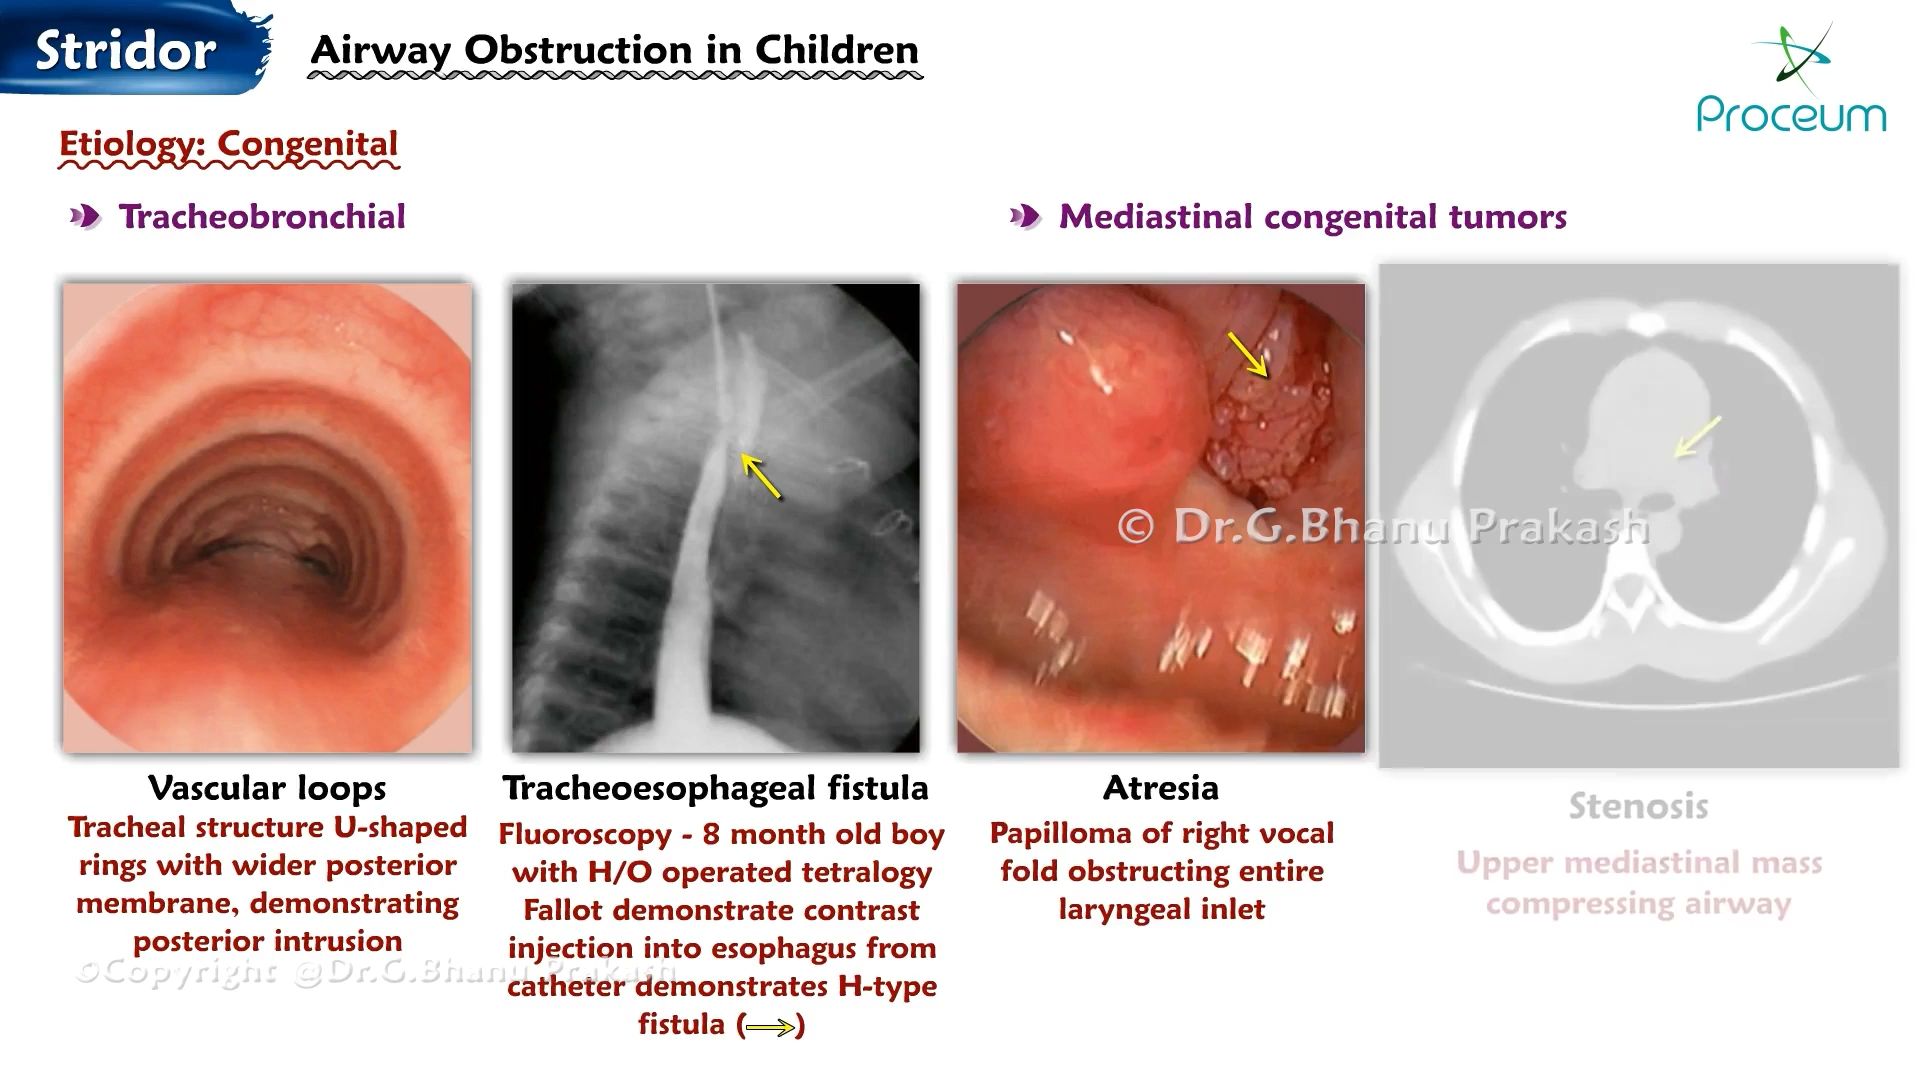 Stridor
Airway Obstruction in Children
Proceum
Etiology: Congenital
Tracheobronchial
Mediastinal congenital tumors
© Dr.G.Bhanu Prakash
Vascular loops
Tracheal structure U-shaped
rings with wider posterior
membrane, demonstrating
posterior intrusion
Tracheoesophageal fistula
Fluoroscopy - 8 month old boy
with H/O operated tetralogy
Fallot demonstrate contrast
injection into esophagus from
catheter demonstrates H-type
fistula (→)
Atresia
Papilloma of right vocal
fold obstructing entire
laryngeal inlet
Stenosis
Upper mediastinal mass
compressing airway
©Copyright @Dr.G.Bhanu Prakash